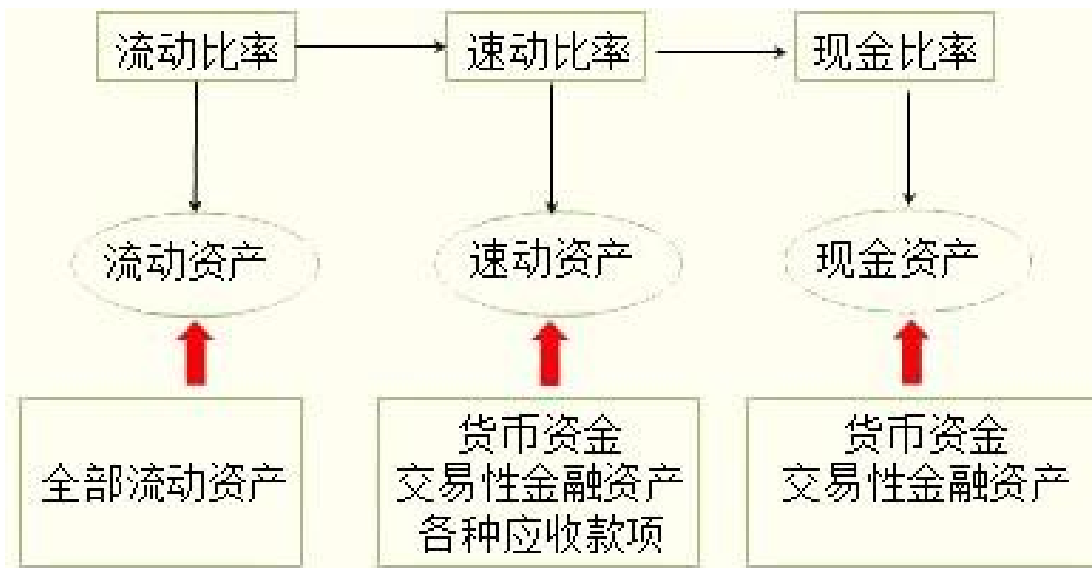 流动比率
速动比率
现金比率
流动资产
速动资产
现金资产
全部流动资产
货币资金
交易性金融资产
各种应收款项
货币资金
交易性金融资产